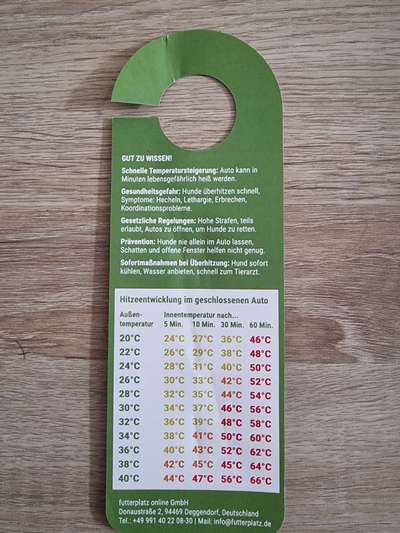 GUT ZU WISSEN!
Schnelle Temperatursteigerung: Auto kann in
Minuten lebensgefährlich heiß werden.
Gesundheitsgefahr: Hunde überhitzen schnell,
Symptome: Hecheln, Lethargie, Erbrechen,
Koordinationsprobleme.
Gesetzliche Regelungen: Hohe Strafen, teils
erlaubt, Autos zu öffnen, um Hunde zu retten.
Prävention: Hunde nie allein im Auto lassen,
Schatten und offene Fenster helfen nicht genug.
Sofortmaßnahmen bei Überhitzung: Hund sofort
kühlen, Wasser anbieten, schnell zum Tierarzt.
Hitzeentwicklung im geschlossenen Auto
Außen- Innentemperatur nach...
temperatur 5 Min. 10 Min. 30 Min. 60 Min.
20°C 24°C 27°C 36°C 46°C
22°C 26°C 29°C 38°C 48°C
24°C 28°C 31°C 40°C 50°C
26°C 30°C 33°C 42°C 52°C
28°C 32°C 35°C 44°C 54°C
30°C 34°C 37°C 46°C 56°C
32°C 36°C 39°C 48°C 58°C
34°C 38°C 41°C 50°C 60°C
36°C 40°C 43°C 52°C 62°C
38°C 42°C 45°C 45°C 64°C
40°C 44°C 47°C 56°C 66°C
futterplatz online GmbH
Donaustraße 2, 94469 Deggendorf, Deutschland
Tel.: +49 991 40 22 08-30 | Mail: info@futterplatz.de